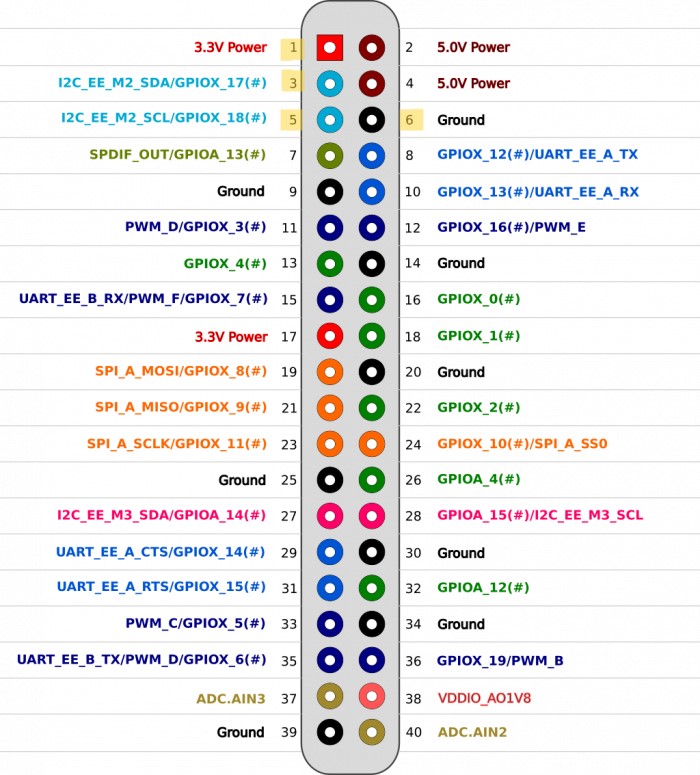 3.3V Power 1 2 5.0V Power
I2C_EE_M2_SDA/GPIOX_17(#) 3 4 5.0V Power
I2C_EE_M2_SCL/GPIOX_18(#) 5 6 Ground
SPDIF_OUT/GPIOA_13(#) 7 8 GPIOX_12(#)/UART_EE_A_TX
Ground 9 10 GPIOX_13(#)/UART_EE_A_RX
PWM_D/GPIOX_3(#) 11 12 GPIOX_16(#)/PWM_E
GPIOX_4(#) 13 14 Ground
UART_EE_B_RX/PWM_F/GPIOX_7(#) 15 16 GPIOX_0(#)
3.3V Power 17 18 GPIOX_1(#)
SPI_A_MOSI/GPIOX_8(#) 19 20 Ground
SPI_A_MISO/GPIOX_9(#) 21 22 GPIOX_2(#)
SPI_A_SCLK/GPIOX_11(#) 23 24 GPIOX_10(#)/SPI_A_SS0
Ground 25 26 GPIOA_4(#)
I2C_EE_M3_SDA/GPIOA_14(#) 27 28 GPIOA_15(#)/I2C_EE_M3_SCL
UART_EE_A_CTS/GPIOX_14(#) 29 30 Ground
UART_EE_A_RTS/GPIOX_15(#) 31 32 GPIOA_12(#)
PWM_C/GPIOX_5(#) 33 34 Ground
UART_EE_B_TX/PWM_D/GPIOX_6(#) 35 36 GPIOX_19/PWM_B
ADC.AIN3 37 38 VDDIO_AO1V8
Ground 39 40 ADC.AIN2